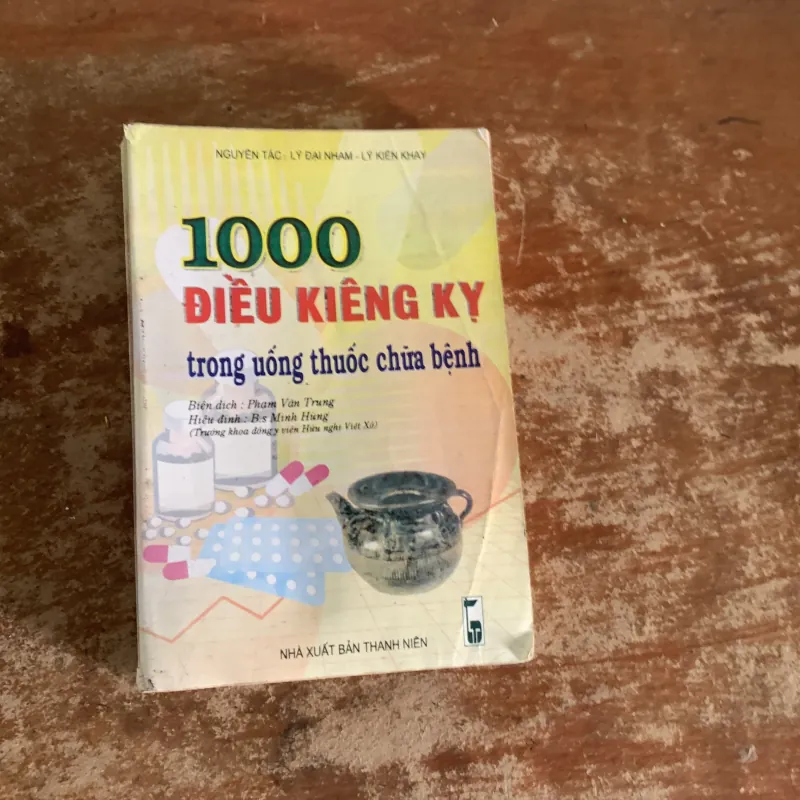 NGUYÊN TÁC : LÝ ĐẠI NHAM - LÝ KIẾN KHAY
1000
ĐIỀU KIÊNG KỴ
trong uống thuốc chữa bệnh
Biên dịch : Phạm Văn Trung
Hiệu đính : B.s Minh Hùng
(Trưởng khoa đông y viện Hữu nghị Việt Xô)
NHÀ XUẤT BẢN THANH NIÊN